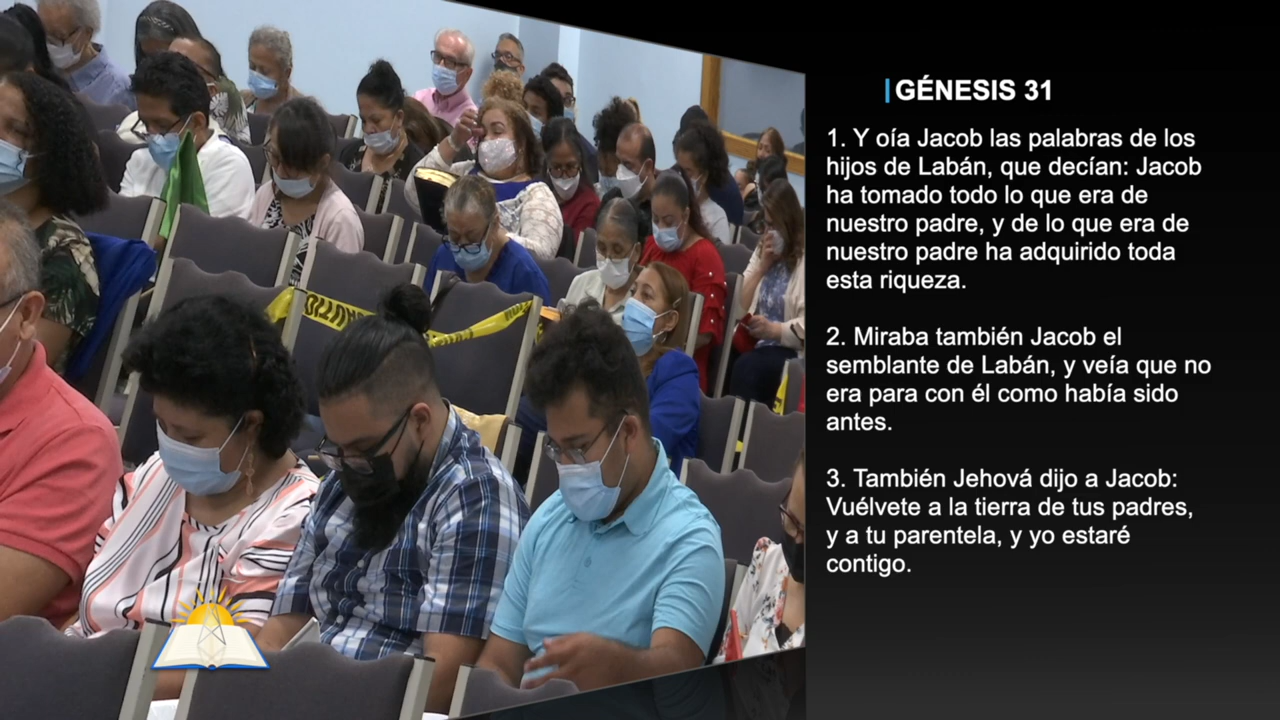 GÉNESIS 31
1. Y oía Jacob las palabras de los
hijos de Labán, que decían: Jacob
ha tomado todo lo que era de
nuestro padre, y de lo que era de
nuestro padre ha adquirido toda
esta riqueza.
2. Miraba también Jacob el
semblante de Labán, y veía que no
era para con él como había sido
antes.
3. También Jehová dijo a Jacob:
Vuélvete a la tierra de tus padres,
y a tu parentela, y yo estaré
contigo.